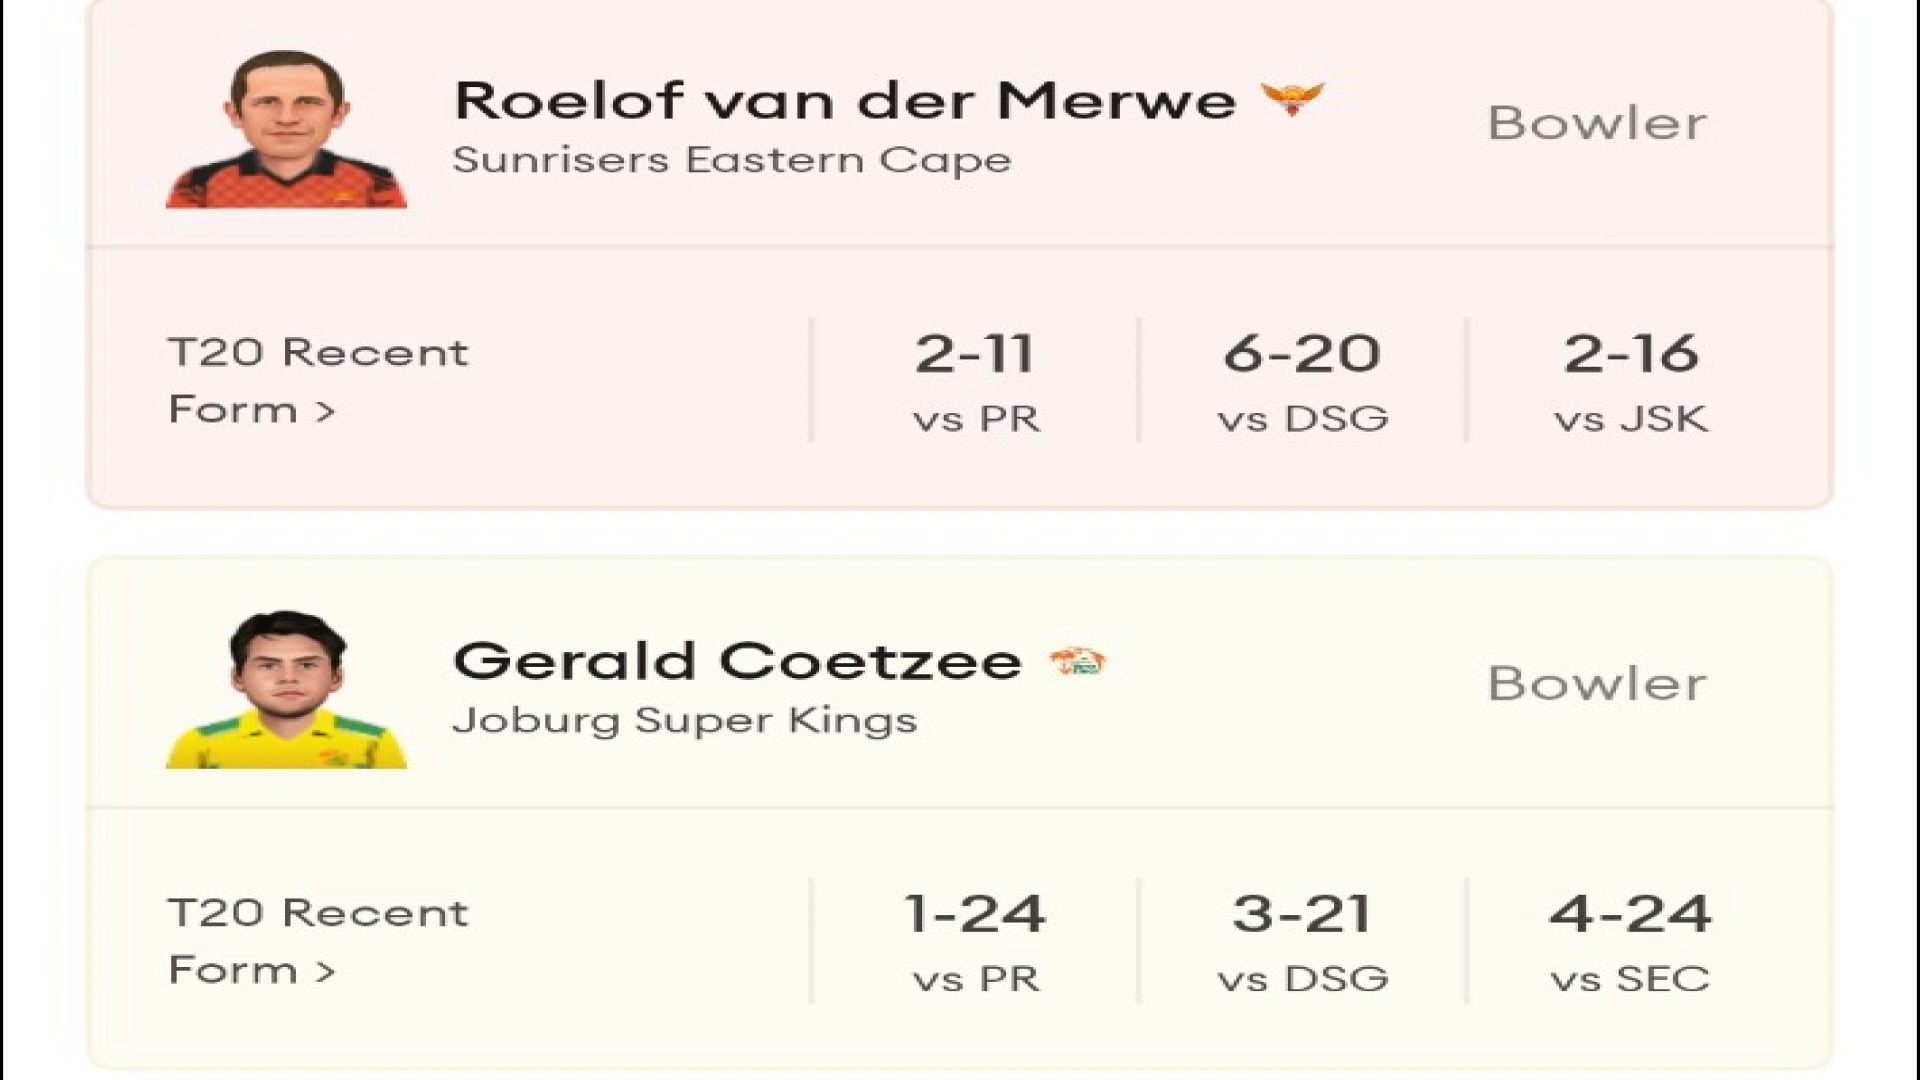 Roelof van der Merwe
Sunrisers Eastern Cape
Bowler
T20 Recent
Form >
2-11
vs PR
6-20
vs DSG
2-16
vs JSK
Gerald Coetzee
Joburg Super Kings
Bowler
T20 Recent
Form >
1-24
vs PR
3-21
vs DSG
4-24
vs SEC